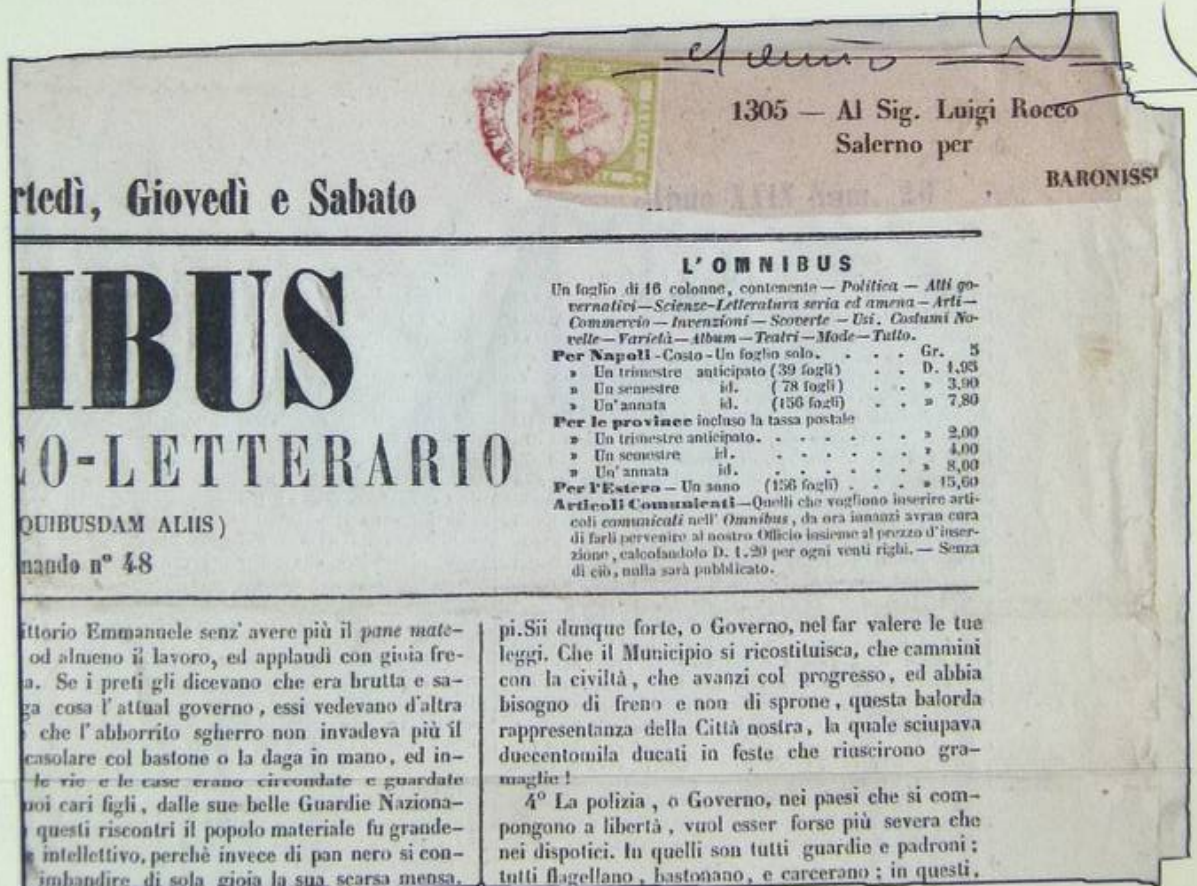 1305 — Al Sig. Luigi Rocco
Salerno per
BARONISSI
rtedì, Giovedì e Sabato
IBUS
O-LETTERARIO
QUIBUSDAM ALIIS)
nando n° 48
L'OMNIBUS
Un foglio di 16 colonne, contenente — Politica — Atti go-
vernativi — Scienze-Letteratura seria ed amena — Arti —
Commercio — Invenzioni — Scoverte — Usi, Costumi No-
velle — Varietà — Album — Teatri — Mode — Tutto.
Per Napoli - Costo - Un foglio solo. . . . Gr. 5
» Un trimestre anticipato (39 fogli) . . D. 1,95
» Un semestre id. (78 fogli) . . » 3,90
» Un'annata id. (156 fogli) . . » 7,80
Per le province incluso la tassa postale
» Un trimestre anticipato. . . . . . . » 2,00
» Un semestre id. . . . . . . » 4,00
» Un'annata id. . . . . . . » 8,00
Per l'Estero — Un anno (156 fogli) . . . » 15,60
Articoli Comunicati — Quelli che vogliono inserire arti-
coli comunicati nell' Omnibus, da ora innanzi avran cura
di farli pervenire al nostro Officio insieme al prezzo d'inser-
zione, calcolandolo D. 1.20 per ogni venti righi. — Senza
di ciò, nulla sarà pubblicato.
ittorio Emmanuele senz' avere più il pane mate-
od almeno il lavoro, ed applaudì con gioia fre-
a. Se i preti gli dicevano che era brutta e sa-
ga cosa l'attual governo, essi vedevano d'altra
che l'abborrito sgherro non invadeva più il
casolare col bastone o la daga in mano, ed in-
le vie e le case erano circondate e guardate
uoi cari figli, dalle sue belle Guardie Naziona-
questi riscontri il popolo materiale fu grande-
intellettivo, perchè invece di pan nero si con-
imbandire di sola gioia la sua scarsa mensa.
pi. Sii dunque forte, o Governo, nel far valere le tue
leggi. Che il Municipio si ricostituisca, che cammini
con la civiltà, che avanzi col progresso, ed abbia
bisogno di freno e non di sprone, questa balorda
rappresentanza della Città nostra, la quale sciupava
duecentomila ducati in feste che riuscirono gra-
maglie!
4° La polizia, o Governo, nei paesi che si com-
pongono a libertà, vuol esser forse più severa che
nei dispotici. In quelli son tutti guardie e padroni:
tutti flagellano, bastonano, e carcerano; in questi,